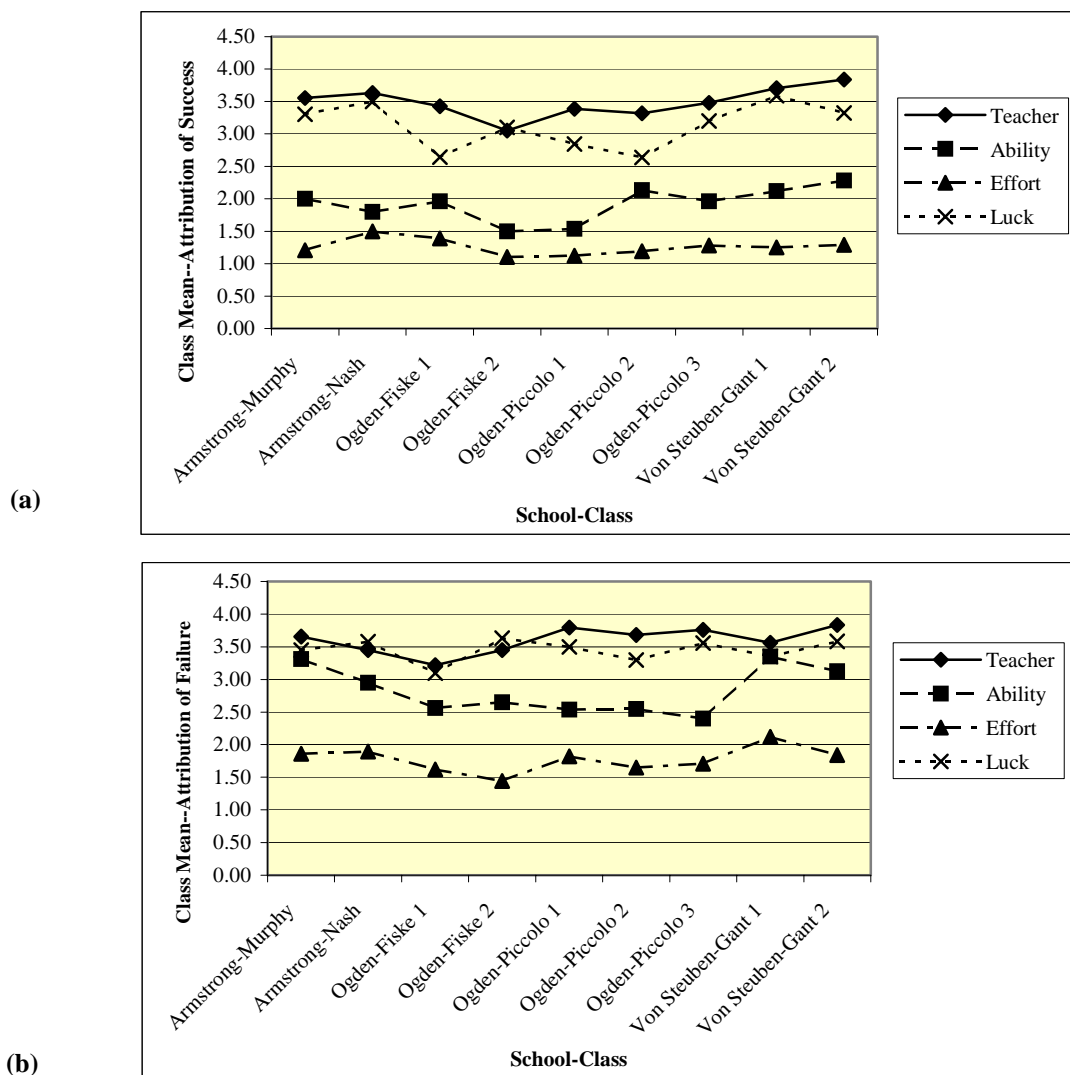 (a)
Class Mean--Attribution of Success
4.50
4.00
3.50
3.00
2.50
2.00
1.50
1.00
0.50
0.00
Armstrong-Murphy
Armstrong-Nash
Ogden-Fiske 1
Ogden-Fiske 2
Ogden-Piccolo 1
Ogden-Piccolo 2
Ogden-Piccolo 3
Von Steuben-Gant 1
Von Steuben-Gant 2
School-Class
Teacher
Ability
Effort
Luck
(b)
Class Mean--Attribution of Failure
4.50
4.00
3.50
3.00
2.50
2.00
1.50
1.00
0.50
0.00
Armstrong-Murphy
Armstrong-Nash
Ogden-Fiske 1
Ogden-Fiske 2
Ogden-Piccolo 1
Ogden-Piccolo 2
Ogden-Piccolo 3
Von Steuben-Gant 1
Von Steuben-Gant 2
School-Class
Teacher
Ability
Effort
Luck